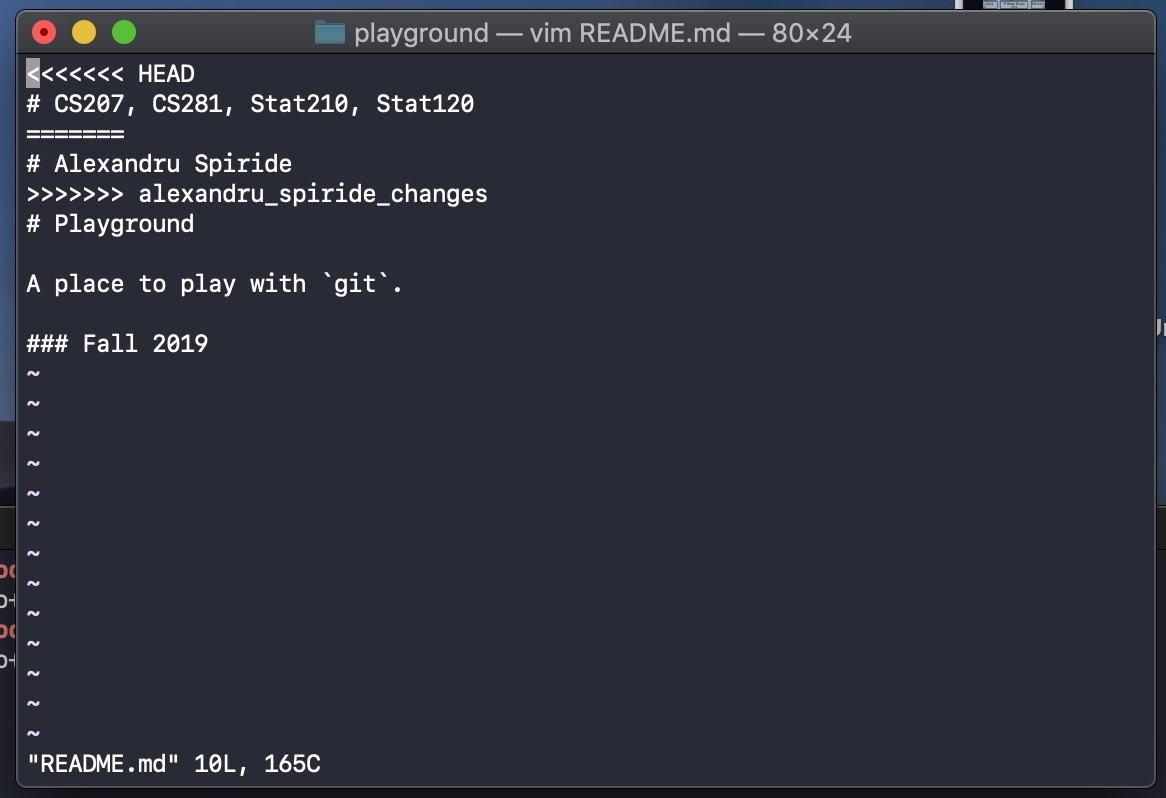 playground — vim README.md — 80×24
<<<<<<< HEAD
# CS207, CS281, Stat210, Stat120
=======
# Alexandru Spiride
>>>>>>> alexandru_spiride_changes
# Playground
A place to play with `git`.
### Fall 2019
~
~
~
~
~
~
~
~
~
~
~
~
~
"README.md" 10L, 165C